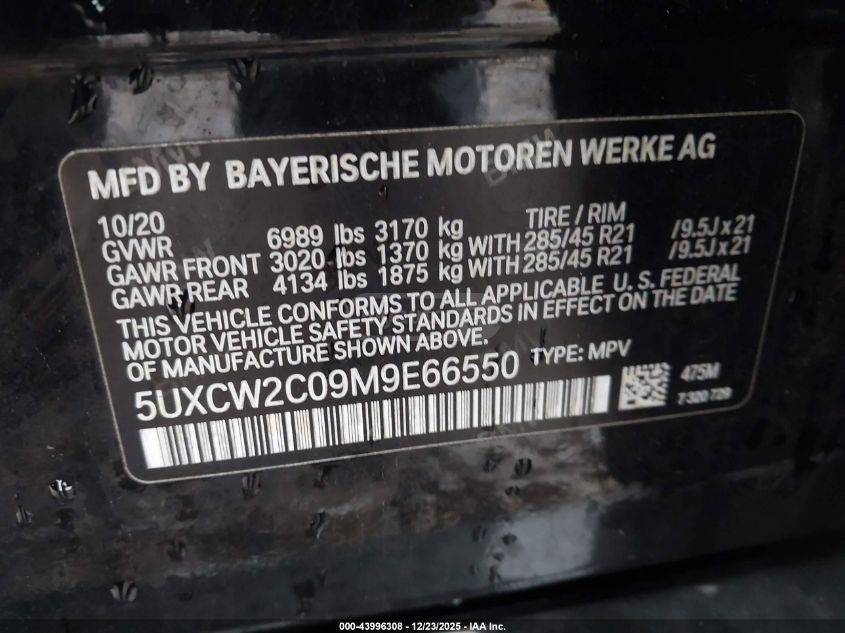 MFD BY BAYERISCHE MOTOREN WERKE AG
10/20 TIRE / RIM
GVWR 6989 lbs 3170 kg
GAWR FRONT 3020 lbs 1370 kg WITH 285/45 R21 /9.5J x 21
GAWR REAR 4134 lbs 1875 kg WITH 285/45 R21 /9.5J x 21
THIS VEHICLE CONFORMS TO ALL APPLICABLE U. S. FEDERAL
MOTOR VEHICLE SAFETY STANDARDS IN EFFECT ON THE DATE
OF MANUFACTURE SHOWN ABOVE.
5UXCW2C09M9E66550 TYPE: MPV
475M
7 320 729
000-43996308 - 12/23/2025 - IAA Inc.